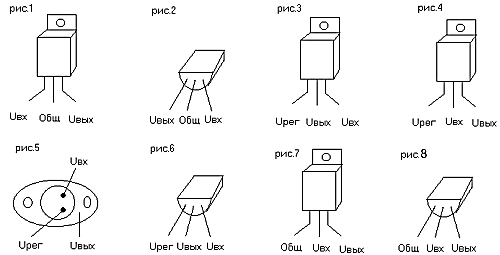 рис.1 рис.2 рис.3 рис.4
Uвх Общ Uвых Uвых Общ Uвх Uрег Uвых Uвх Uрег Uвх Uвых
рис.5 рис.6 рис.7 рис.8
Uвх
Uрег Uвых Uрег Uвых Uвх Общ Uвх Uвых Общ Uвх Uвых